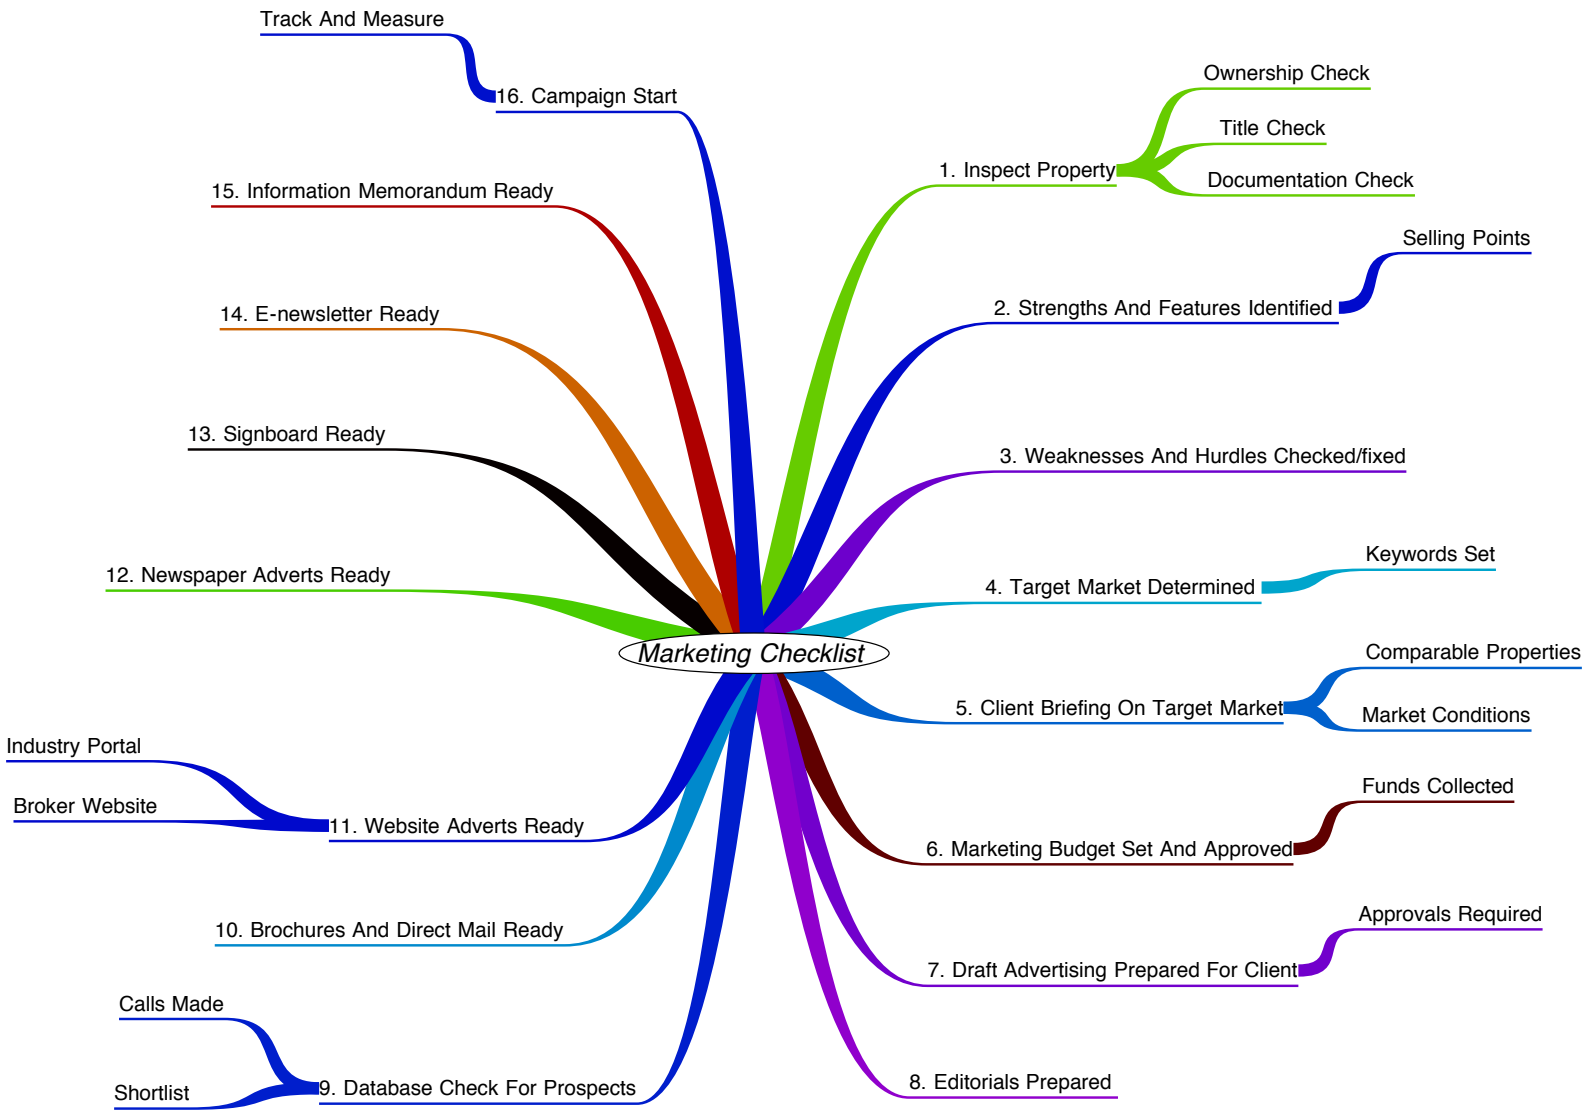 Marketing Checklist
1. Inspect Property
Ownership Check
Title Check
Documentation Check
2. Strengths And Features Identified
Selling Points
3. Weaknesses And Hurdles Checked/fixed
4. Target Market Determined
Keywords Set
5. Client Briefing On Target Market
Comparable Properties
Market Conditions
6. Marketing Budget Set And Approved
Funds Collected
7. Draft Advertising Prepared For Client
Approvals Required
8. Editorials Prepared
9. Database Check For Prospects
Calls Made
Shortlist
10. Brochures And Direct Mail Ready
11. Website Adverts Ready
Industry Portal
Broker Website
12. Newspaper Adverts Ready
13. Signboard Ready
14. E-newsletter Ready
15. Information Memorandum Ready
16. Campaign Start
Track And Measure